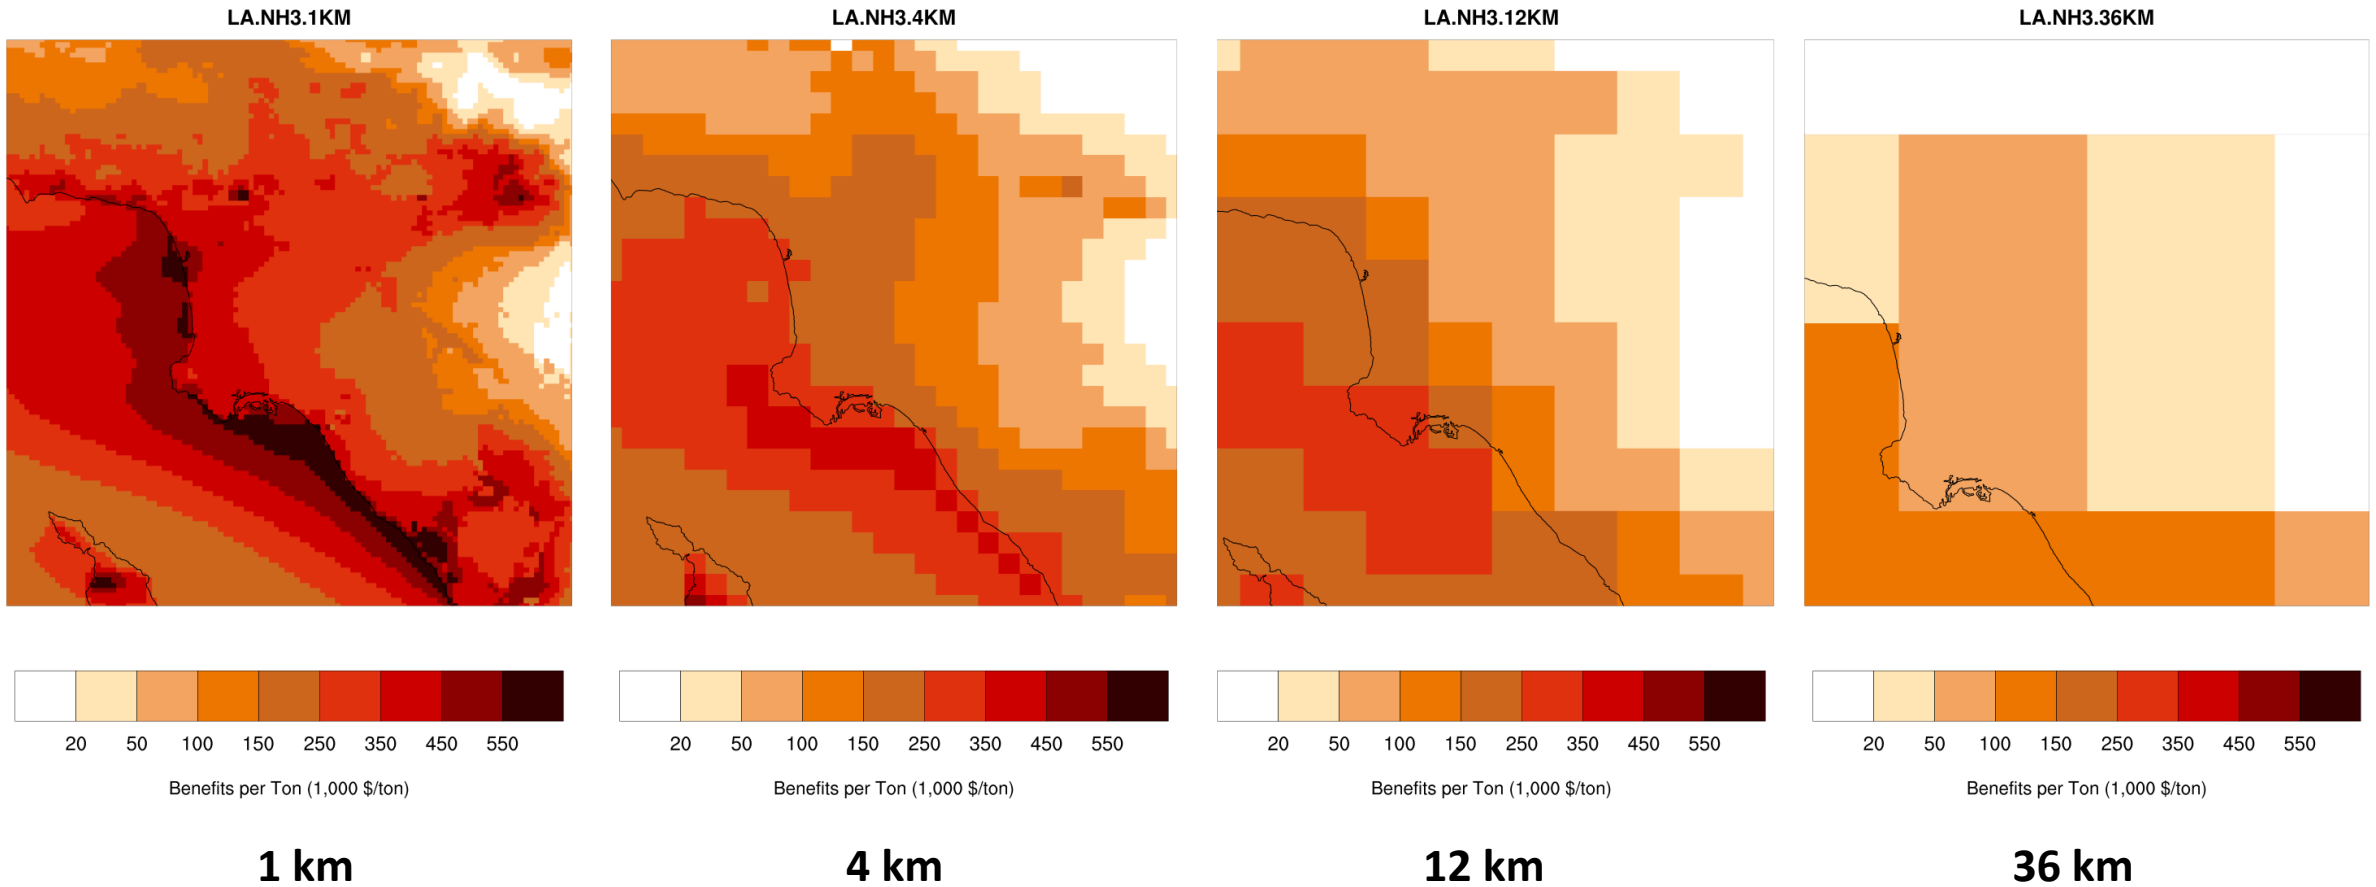 LA.NH3.1KM
LA.NH3.4KM
LA.NH3.12KM
LA.NH3.36KM
20 50 100 150 250 350 450 550
20 50 100 150 250 350 450 550
20 50 100 150 250 350 450 550
20 50 100 150 250 350 450 550
Benefits per Ton (1,000 $/ton)
Benefits per Ton (1,000 $/ton)
Benefits per Ton (1,000 $/ton)
Benefits per Ton (1,000 $/ton)
1 km
4 km
12 km
36 km